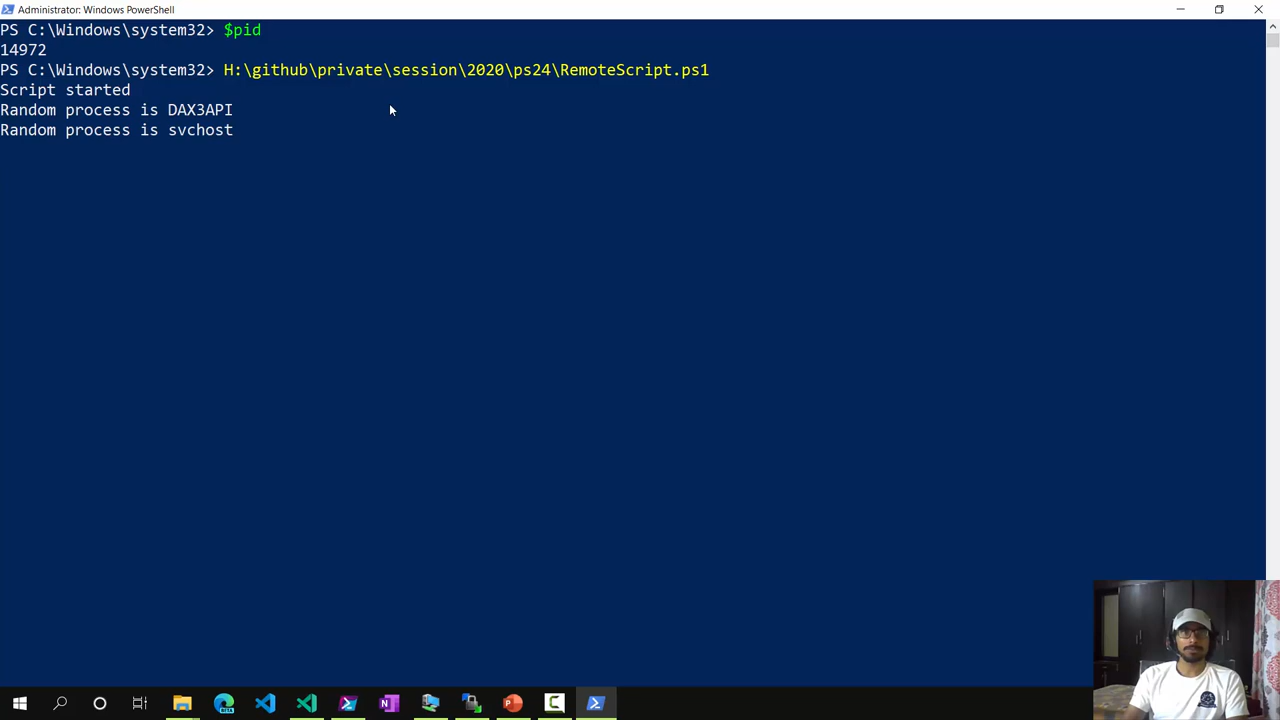 Administrator: Windows PowerShell
PS C:\Windows\system32> $pid
14972
PS C:\Windows\system32> H:\github\private\session\2020\ps24\RemoteScript.ps1
Script started
Random process is DAX3API
Random process is svchost